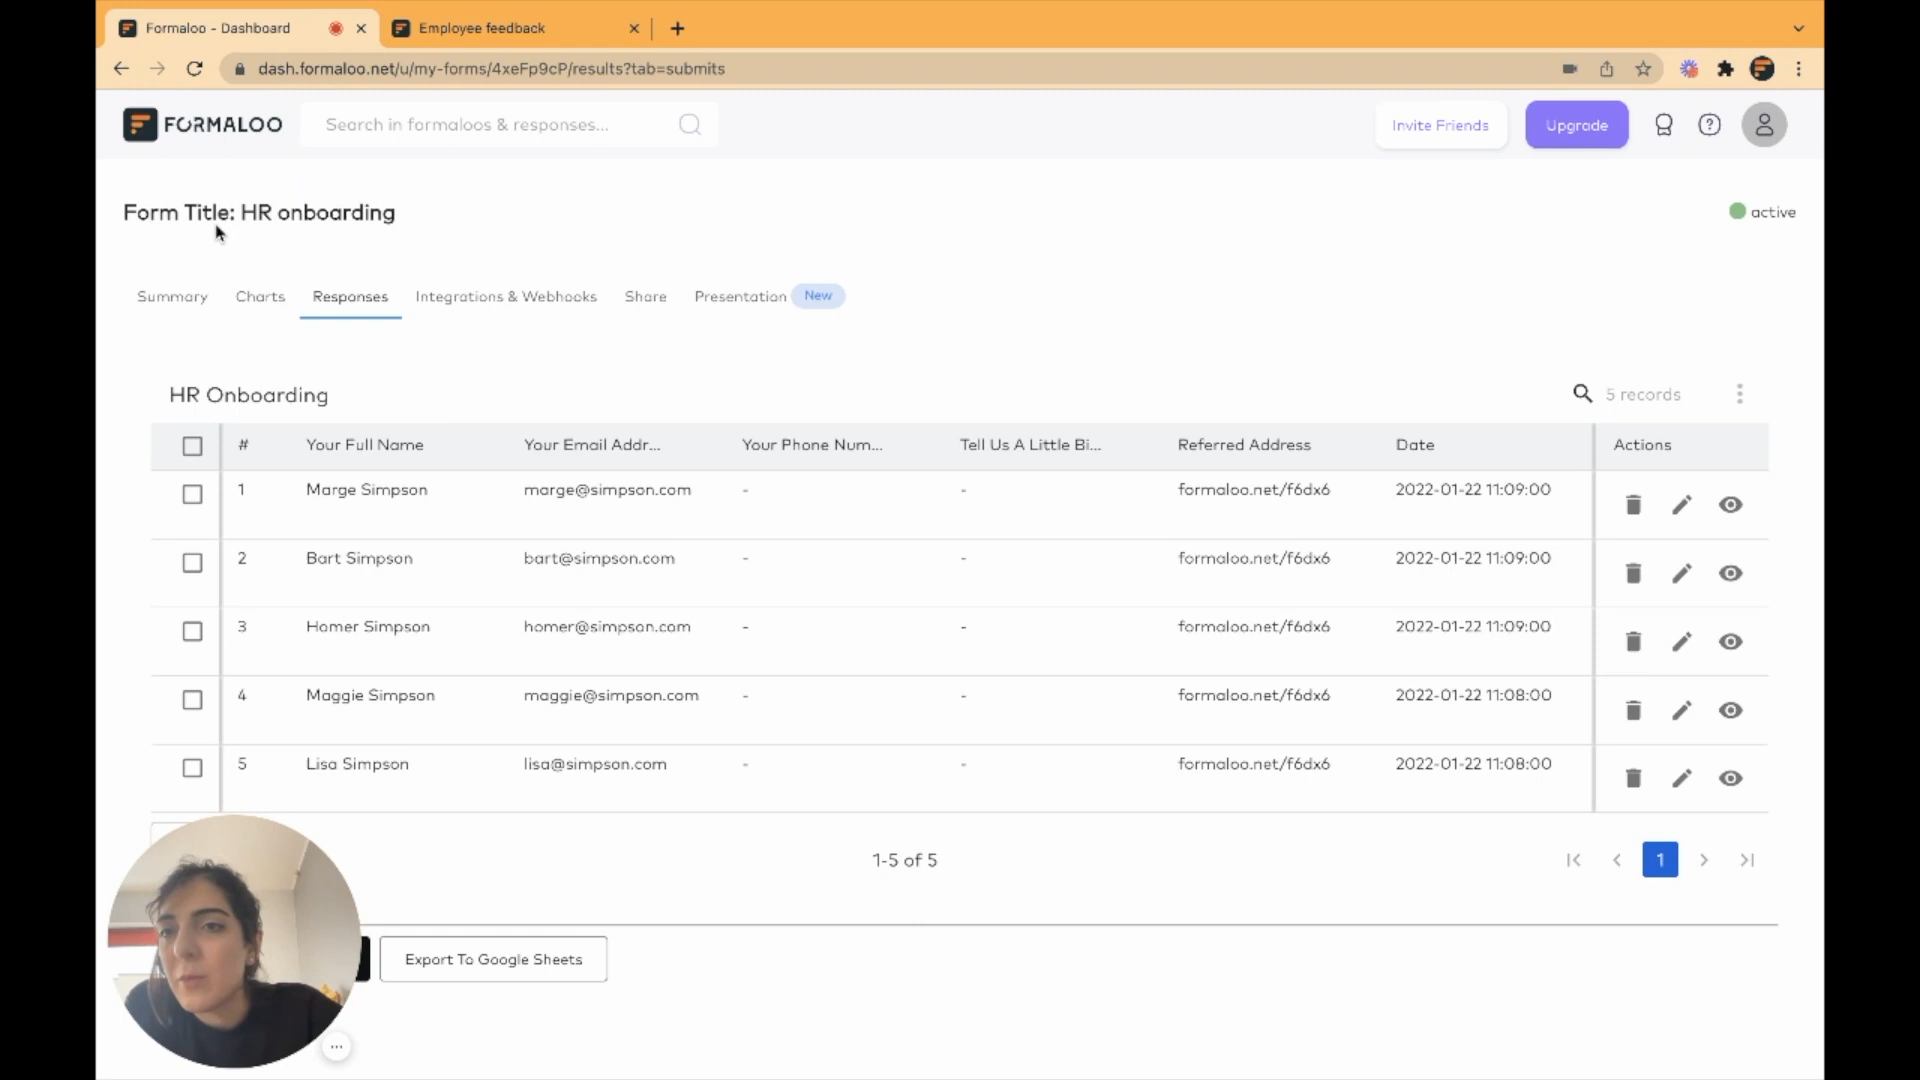 Formaloo - Dashboard
Employee feedback
dash.formaloo.net/u/my-forms/4xeFp9cP/results?tab=submits
FORMALOO
Search in formaloos & responses...
Invite Friends
Upgrade
Form Title: HR onboarding
active
Summary
Charts
Responses
Integrations & Webhooks
Share
Presentation
New
HR Onboarding
5 records
# Your Full Name Your Email Addr... Your Phone Num... Tell Us A Little Bi... Referred Address Date Actions
1 Marge Simpson marge@simpson.com - - formaloo.net/f6dx6 2022-01-22 11:09:00
2 Bart Simpson bart@simpson.com - - formaloo.net/f6dx6 2022-01-22 11:09:00
3 Homer Simpson homer@simpson.com - - formaloo.net/f6dx6 2022-01-22 11:09:00
4 Maggie Simpson maggie@simpson.com - - formaloo.net/f6dx6 2022-01-22 11:08:00
5 Lisa Simpson lisa@simpson.com - - formaloo.net/f6dx6 2022-01-22 11:08:00
1-5 of 5
1
Export To Google Sheets